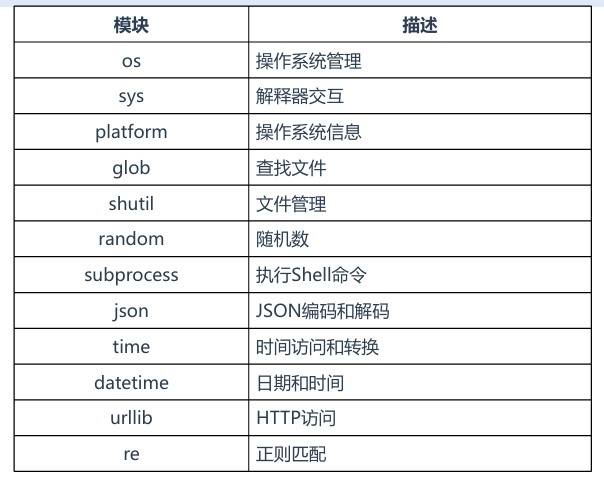 模块 描述
os 操作系统管理
sys 解释器交互
platform 操作系统信息
glob 查找文件
shutil 文件管理
random 随机数
subprocess 执行Shell命令
json JSON编码和解码
time 时间访问和转换
datetime 日期和时间
urllib HTTP访问
re 正则匹配